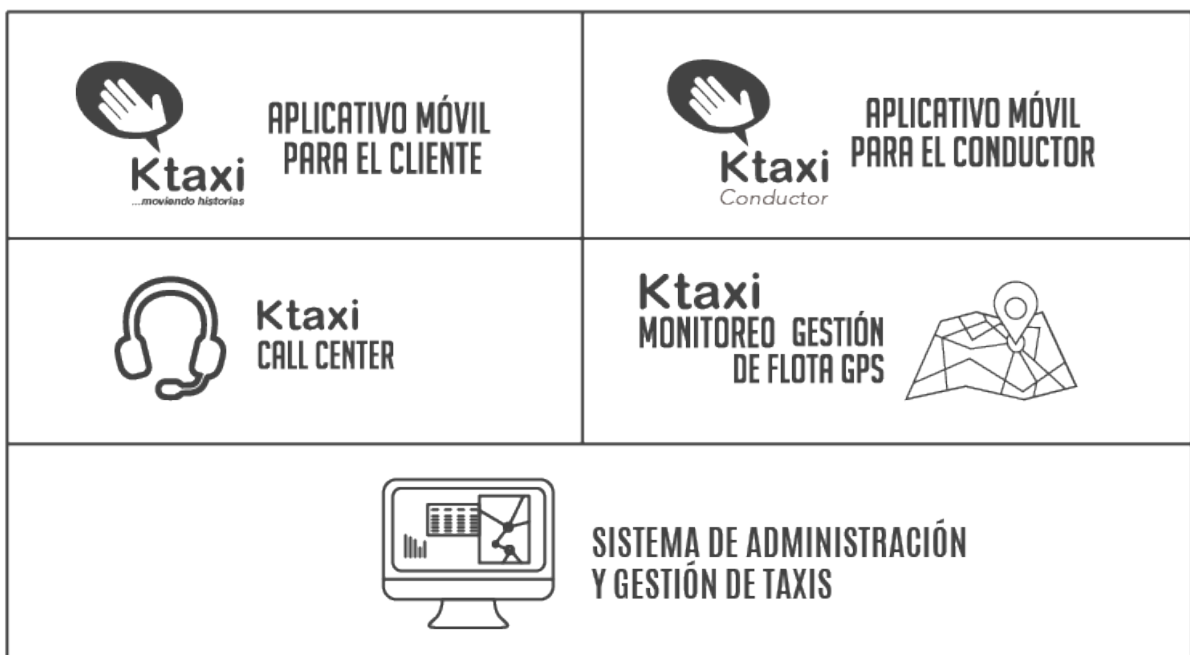 APLICATIVO MÓVIL
PARA EL CLIENTE
Ktaxi
...moviendo historias
APLICATIVO MÓVIL
PARA EL CONDUCTOR
Ktaxi
Conductor
Ktaxi
CALL CENTER
Ktaxi
MONITOREO GESTIÓN
DE FLOTA GPS
SISTEMA DE ADMINISTRACIÓN
Y GESTIÓN DE TAXIS